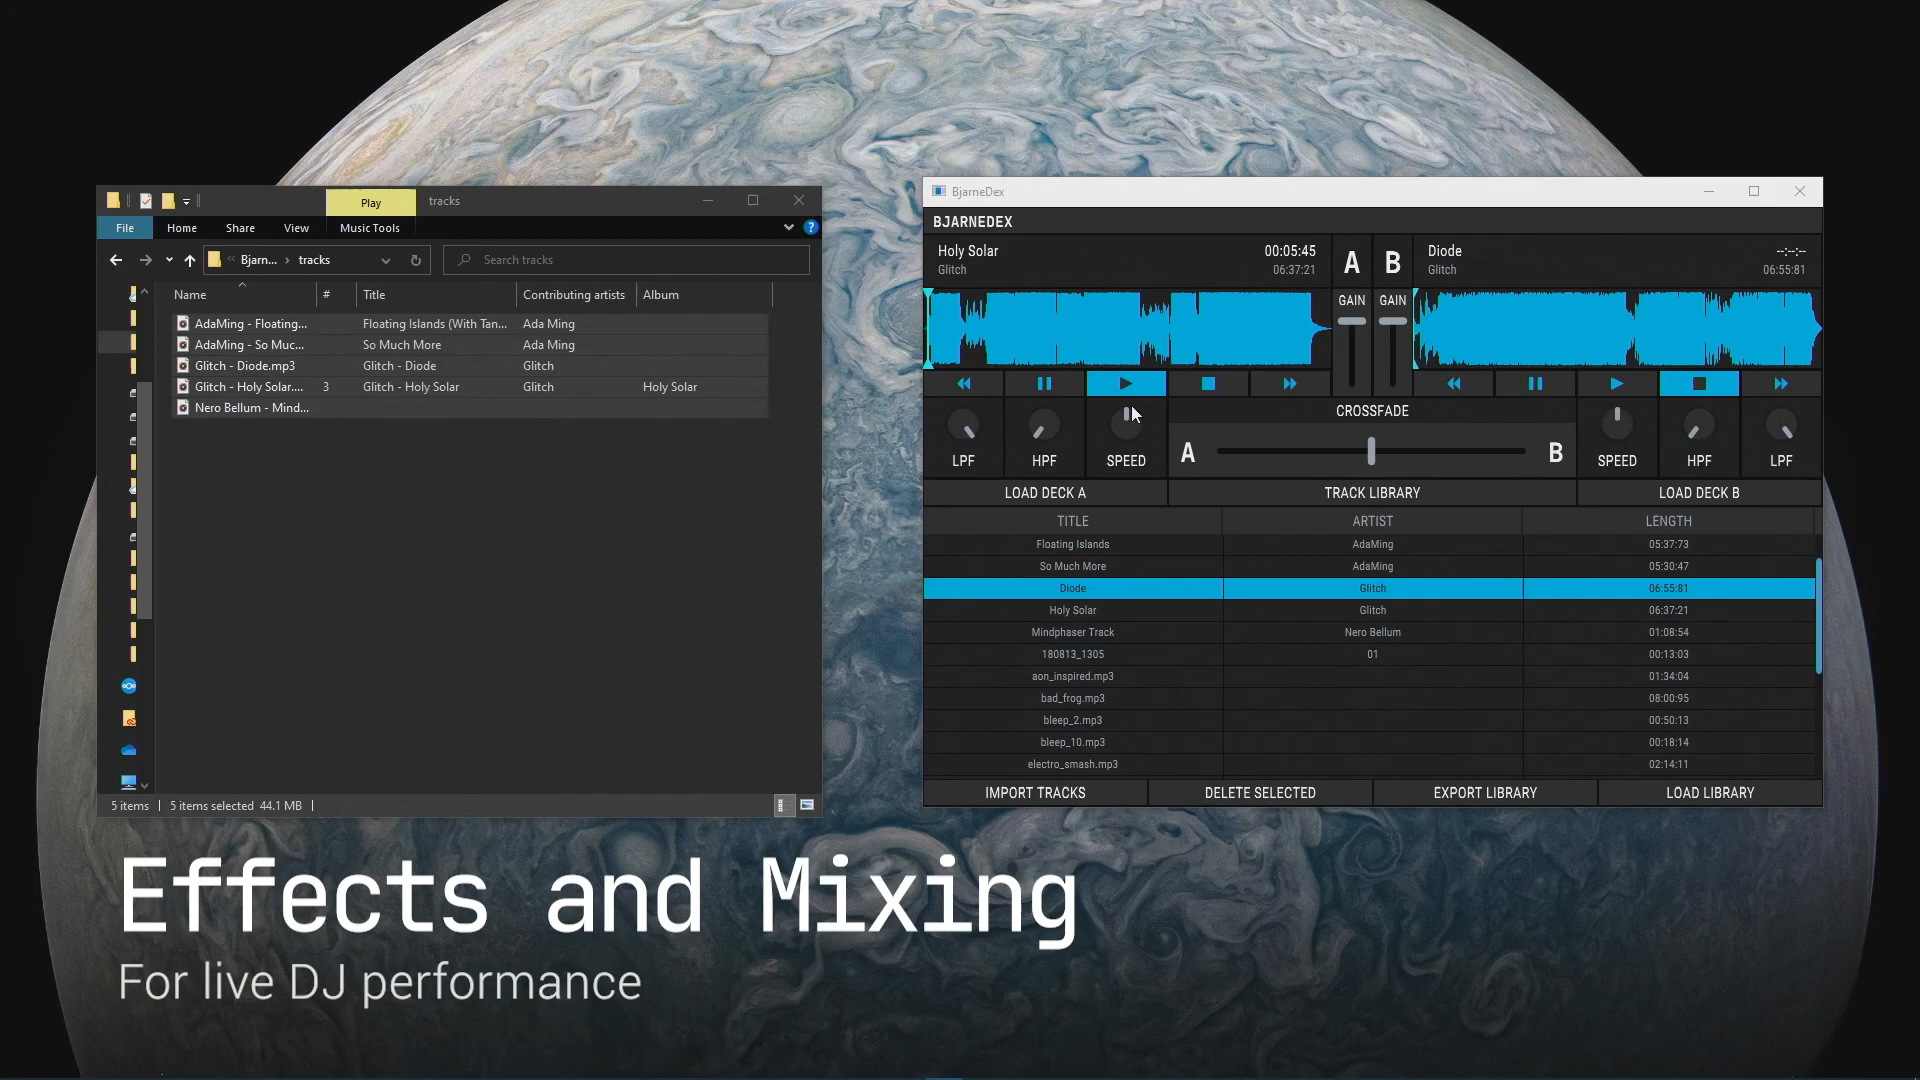 Play
tracks
File Home Share View Music Tools
Bjarn... tracks
Search tracks
Name # Title Contributing artists Album
AdaMing - Floating... Floating Islands (With Tan... Ada Ming
AdaMing - So Muc... So Much More Ada Ming
Glitch - Diode.mp3 Glitch - Diode Glitch
Glitch - Holy Solar.... 3 Glitch - Holy Solar Glitch Holy Solar
Nero Bellum - Mind...
5 items 5 items selected 44.1 MB
BjarneDex
BJARNEDEX
Holy Solar 00:05:45 A B Diode --:--:--
Glitch 06:37:21 Glitch 06:55:81
GAIN GAIN
CROSSFADE
LPF HPF SPEED A B SPEED HPF LPF
LOAD DECK A TRACK LIBRARY LOAD DECK B
TITLE ARTIST LENGTH
Floating Islands AdaMing 05:37:73
So Much More AdaMing 05:30:47
Diode Glitch 06:55:81
Holy Solar Glitch 06:37:21
Mindphaser Track Nero Bellum 01:08:54
180813_1305 01 00:13:03
aon_inspired.mp3 01:34:04
bad_frog.mp3 08:00:95
bleep_2.mp3 00:50:13
bleep_10.mp3 00:18:14
electro_smash.mp3 02:14:11
IMPORT TRACKS DELETE SELECTED EXPORT LIBRARY LOAD LIBRARY
Effects and Mixing
For live DJ performance